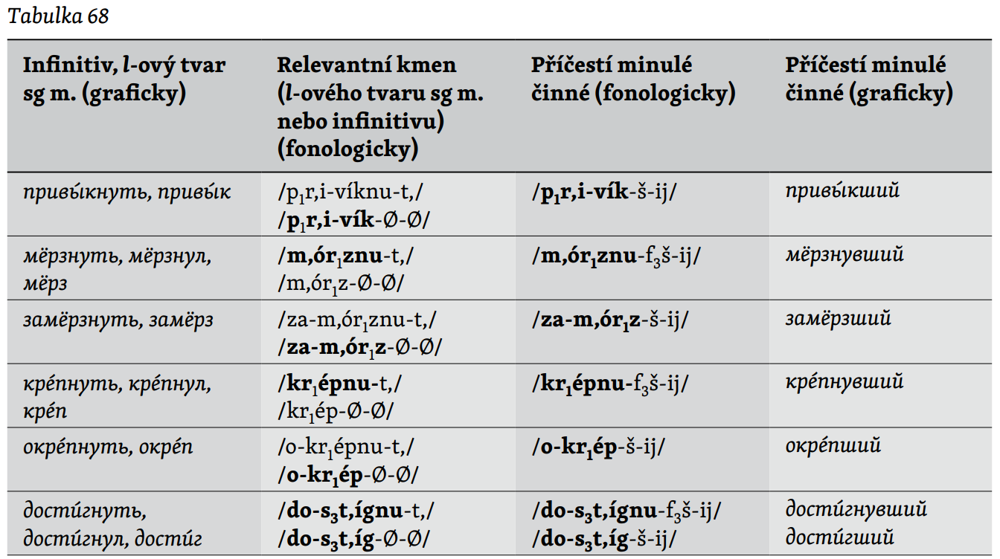 Tabulka 68
Infinitiv, l-ový tvar
sg m. (graficky)
Relevantní kmen
(l-ového tvaru sg m.
nebo infinitivu)
(fonologicky)
Příčestí minulé
činné (fonologicky)
Příčestí minulé
činné (graficky)
привы́кнуть, привы́к
/p₁r,i-víknu-t,/
/p₁r,i-vík-Ø-Ø/
/p₁r,i-vík-š-ij/
привы́кший
мёрзнуть, мёрзнул,
мёрз
/m,ór₁znu-t,/
/m,ór₁z-Ø-Ø/
/m,ór₁znu-f₃š-ij/
мёрзнувший
замёрзнуть, замёрз
/za-m,ór₁znu-t,/
/za-m,ór₁z-Ø-Ø/
/za-m,ór₁z-š-ij/
замёрзший
кре́пнуть, кре́пнул,
кре́п
/kr₁épnu-t,/
/kr₁ép-Ø-Ø/
/kr₁épnu-f₃š-ij/
кре́пнувший
окре́пнуть, окре́п
/o-kr₁épnu-t,/
/o-kr₁ép-Ø-Ø/
/o-kr₁ép-š-ij/
окре́пший
дости́гнуть,
дости́гнул, дости́г
/do-s₃t,ígnu-t,/
/do-s₃t,íg-Ø-Ø/
/do-s₃t,ígnu-f₃š-ij/
/do-s₃t,íg-š-ij/
дости́гнувший
дости́гший